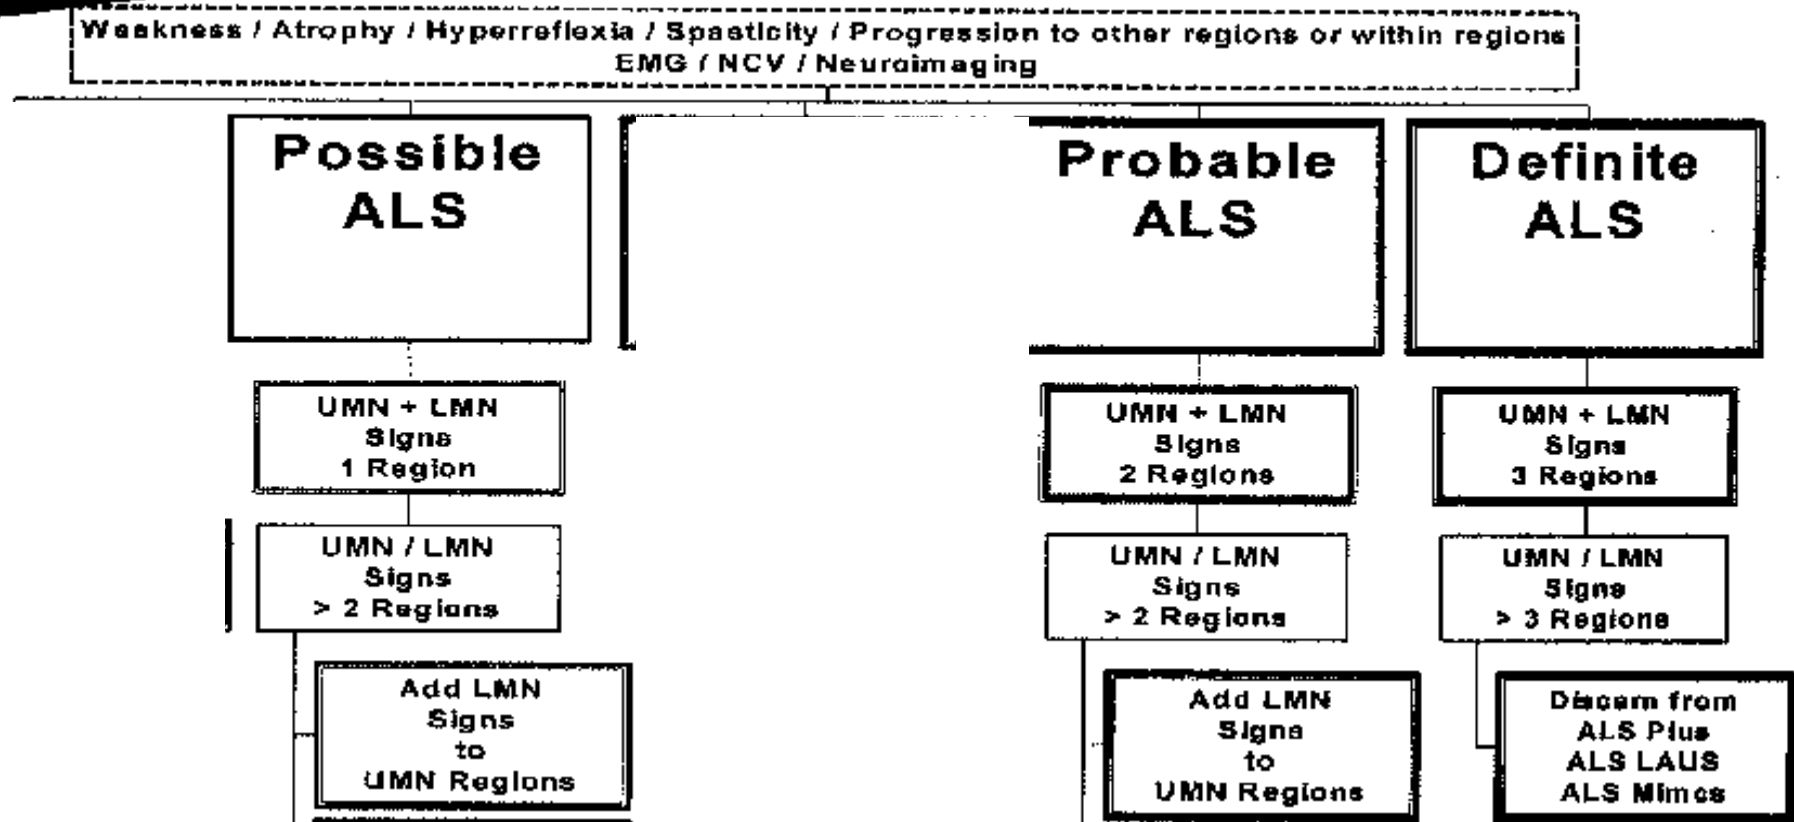 Weakness / Atrophy / Hyperreflexia / Spasticity / Progression to other regions or within regions
EMG / NCV / Neuroimaging
Possible
ALS
UMN + LMN
Signs
1 Region
UMN / LMN
Signs
> 2 Regions
Add LMN
Signs
to
UMN Regions
Probable
ALS
UMN + LMN
Signs
2 Regions
UMN / LMN
Signs
> 2 Regions
Add LMN
Signs
to
UMN Regions
Definite
ALS
UMN + LMN
Signs
3 Regions
UMN / LMN
Signs
> 3 Regions
Discern from
ALS Plus
ALS LAUS
ALS Mimcs